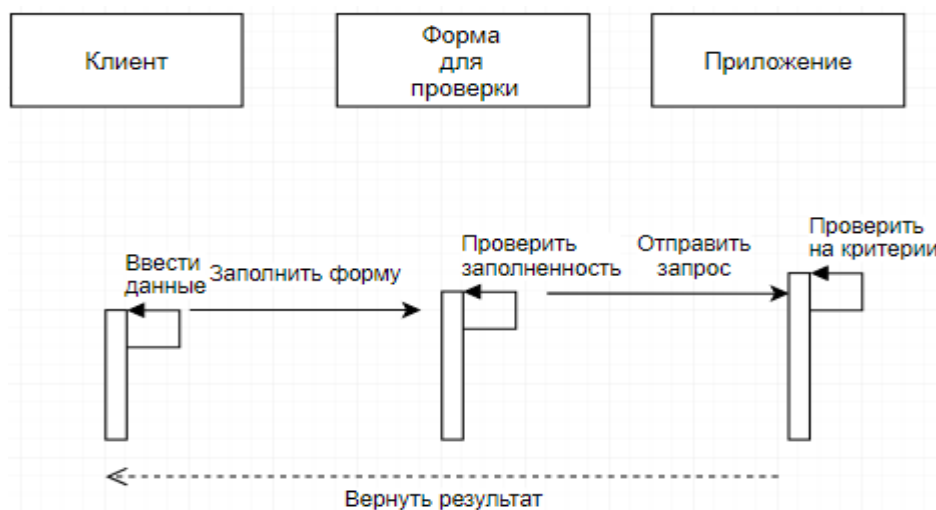 Клиент
Форма
для
проверки
Приложение
Ввести
данные
Заполнить форму
Проверить
заполненность
Отправить
запрос
Проверить
на критерии
Вернуть результат